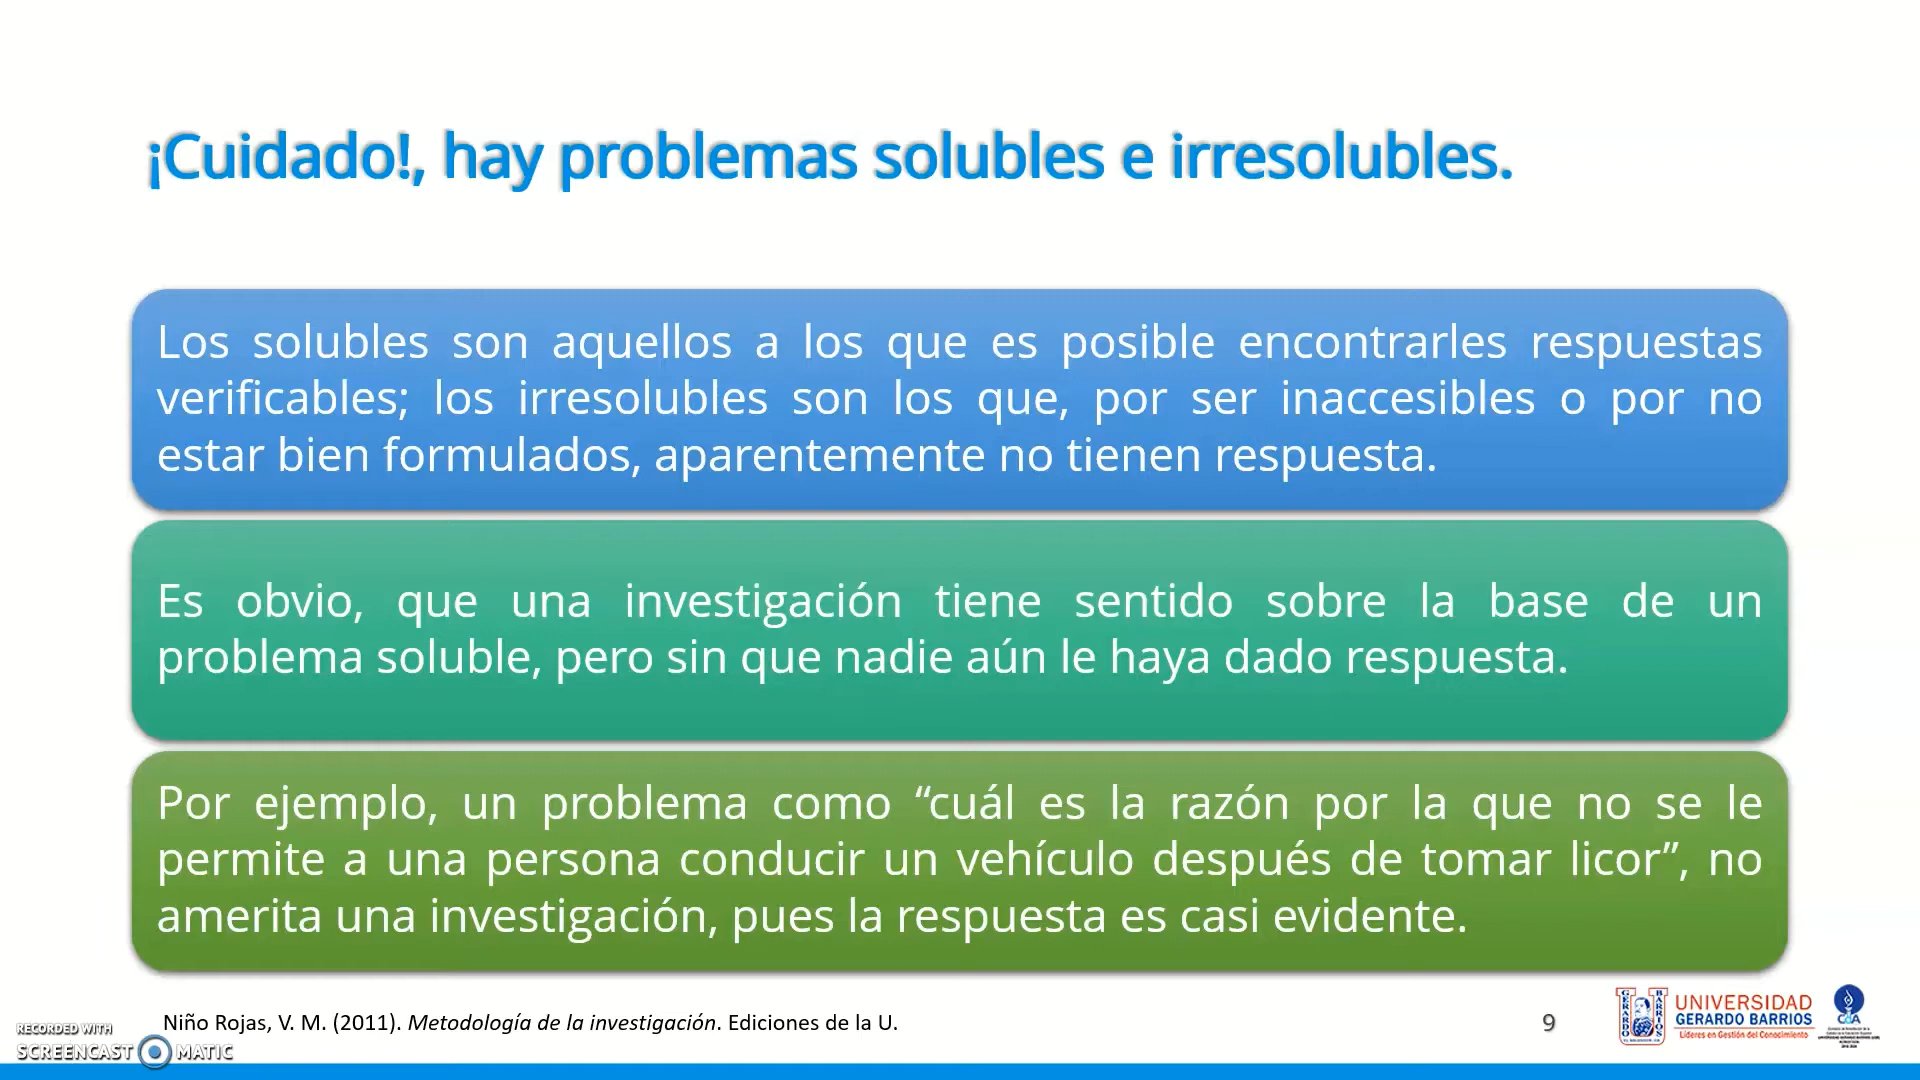 ¡Cuidado!, hay problemas solubles e irresolubles.
Los solubles son aquellos a los que es posible encontrarles respuestas
verificables; los irresolubles son los que, por ser inaccesibles o por no
estar bien formulados, aparentemente no tienen respuesta.
Es obvio, que una investigación tiene sentido sobre la base de un
problema soluble, pero sin que nadie aún le haya dado respuesta.
Por ejemplo, un problema como “cuál es la razón por la que no se le
permite a una persona conducir un vehículo después de tomar licor”, no
amerita una investigación, pues la respuesta es casi evidente.
Niño Rojas, V. M. (2011). Metodología de la investigación. Ediciones de la U.
9
GERARDO
BARRIOS
UNIVERSIDAD
GERARDO BARRIOS
Líderes en Gestión del Conocimiento
CdA
RECORDED WITH
SCREENCAST MATIC